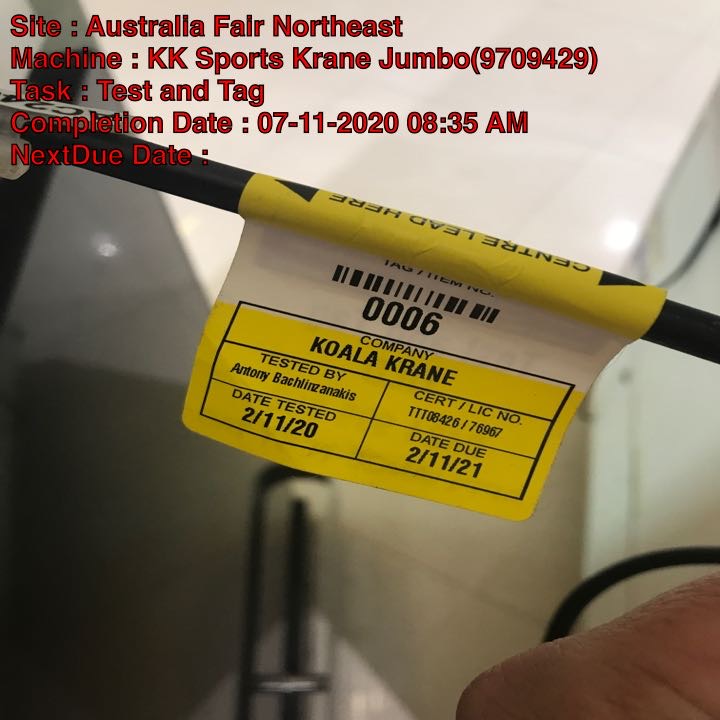 Site : Australia Fair Northeast
Machine : KK Sports Krane Jumbo(9709429)
Task : Test and Tag
Completion Date : 07-11-2020 08:35 AM
NextDue Date :
CENTRE LEAD HERE
TAG / ITEM NO.
0006
COMPANY
KOALA KRANE
TESTED BY
Antony Bachlinzanakis
CERT / LIC NO.
TTT08426 / 76967
DATE TESTED
2/11/20
DATE DUE
2/11/21